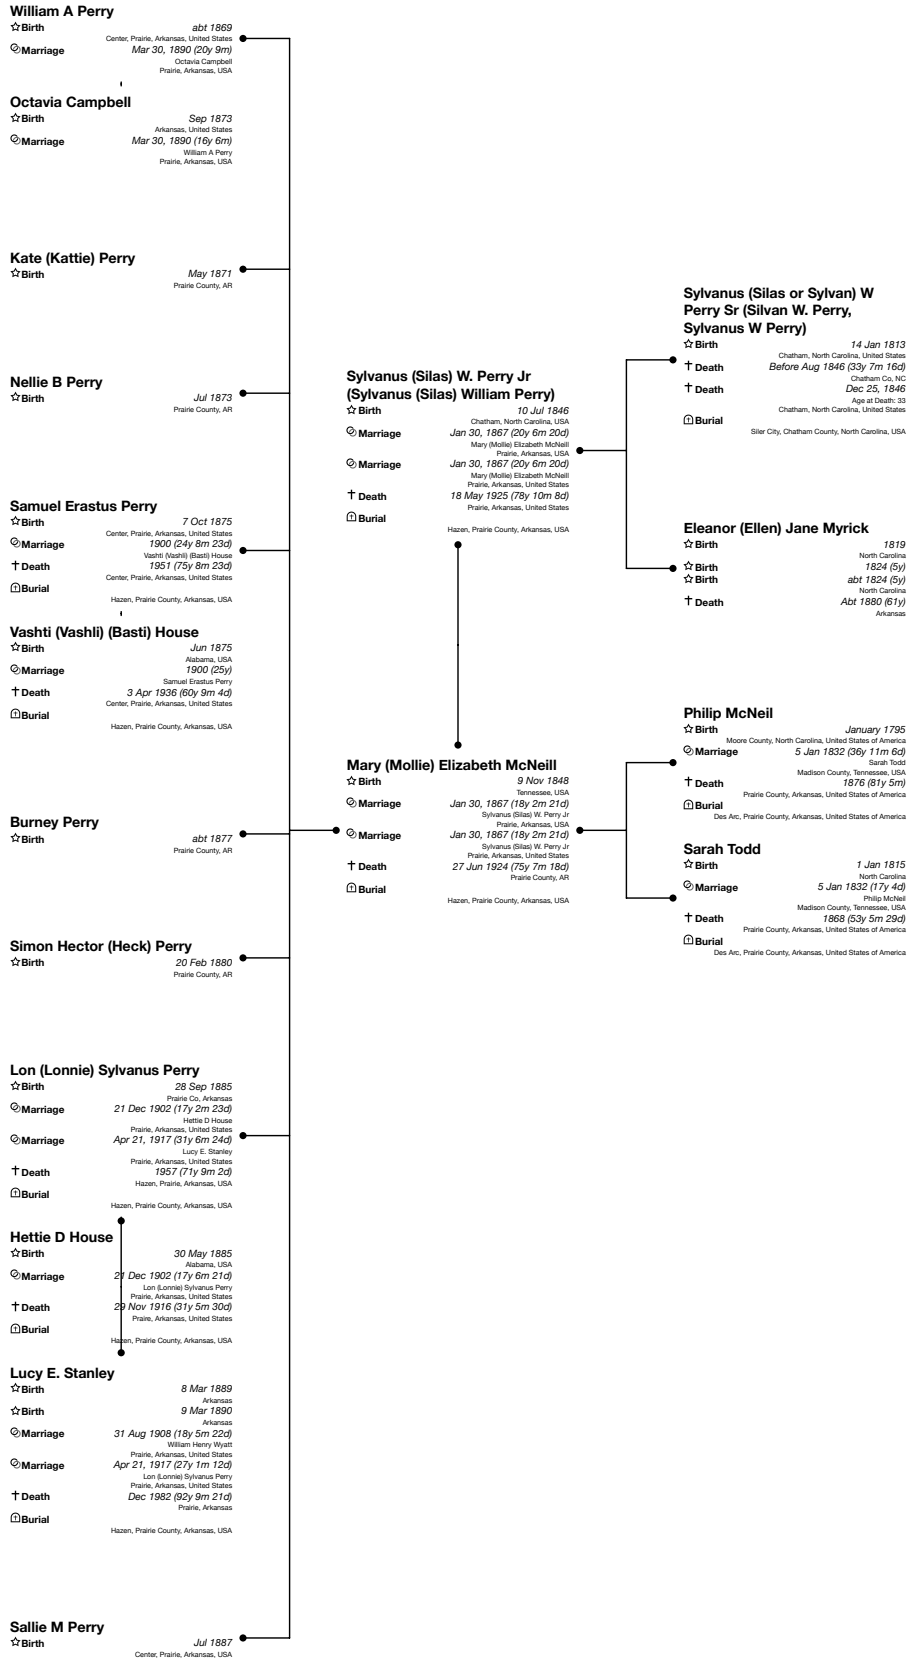 William A Perry
Birth abt 1869
Center, Prairie, Arkansas, United States
Marriage Mar 30, 1890 (20y 9m)
Octavia Campbell
Prairie, Arkansas, USA
Octavia Campbell
Birth Sep 1873
Arkansas, United States
Marriage Mar 30, 1890 (16y 6m)
William A Perry
Prairie, Arkansas, USA
Kate (Kattie) Perry
Birth May 1871
Prairie County, AR
Nellie B Perry
Birth Jul 1873
Prairie County, AR
Samuel Erastus Perry
Birth 7 Oct 1875
Center, Prairie, Arkansas, United States
Marriage 1900 (24y 8m 23d)
Vashti (Vashli) (Basti) House
Death 1951 (75y 8m 23d)
Center, Prairie, Arkansas, United States
Burial
Hazen, Prairie County, Arkansas, USA
Vashti (Vashli) (Basti) House
Birth Jun 1875
Alabama, USA
Marriage 1900 (25y)
Samuel Erastus Perry
Death 3 Apr 1936 (60y 9m 4d)
Center, Prairie, Arkansas, United States
Burial
Hazen, Prairie County, Arkansas, USA
Burney Perry
Birth abt 1877
Prairie County, AR
Simon Hector (Heck) Perry
Birth 20 Feb 1880
Prairie County, AR
Lon (Lonnie) Sylvanus Perry
Birth 28 Sep 1885
Prairie Co, Arkansas
Marriage 21 Dec 1902 (17y 2m 23d)
Hettie D House
Prairie, Arkansas, United States
Marriage Apr 21, 1917 (31y 6m 24d)
Lucy E. Stanley
Prairie, Arkansas, United States
Death 1957 (71y 9m 2d)
Hazen, Prairie, Arkansas, USA
Burial
Hazen, Prairie County, Arkansas, USA
Hettie D House
Birth 30 May 1885
Alabama, USA
Marriage 21 Dec 1902 (17y 6m 21d)
Lon (Lonnie) Sylvanus Perry
Prairie, Arkansas, United States
Death 29 Nov 1916 (31y 5m 30d)
Praire, Arkansas, United States
Burial
Hazen, Prairie County, Arkansas, USA
Lucy E. Stanley
Birth 8 Mar 1889
Arkansas
Birth 9 Mar 1890
Arkansas
Marriage 31 Aug 1908 (18y 5m 22d)
William Henry Wyatt
Prairie, Arkansas, United States
Marriage Apr 21, 1917 (27y 1m 12d)
Lon (Lonnie) Sylvanus Perry
Prairie, Arkansas, United States
Death Dec 1982 (92y 9m 21d)
Prairie, Arkansas
Burial
Hazen, Prairie County, Arkansas, USA
Sallie M Perry
Birth Jul 1887
Center, Prairie, Arkansas, USA
Sylvanus (Silas) W. Perry Jr
(Sylvanus (Silas) William Perry)
Birth 10 Jul 1846
Chatham, North Carolina, USA
Marriage Jan 30, 1867 (20y 6m 20d)
Mary (Mollie) Elizabeth McNeill
Prairie, Arkansas, USA
Marriage Jan 30, 1867 (20y 6m 20d)
Mary (Mollie) Elizabeth McNeill
Prairie, Arkansas, United States
Death 18 May 1925 (78y 10m 8d)
Prairie, Arkansas, United States
Burial
Hazen, Prairie County, Arkansas, USA
Mary (Mollie) Elizabeth McNeill
Birth 9 Nov 1848
Tennessee, USA
Marriage Jan 30, 1867 (18y 2m 21d)
Sylvanus (Silas) W. Perry Jr
Prairie, Arkansas, USA
Marriage Jan 30, 1867 (18y 2m 21d)
Sylvanus (Silas) W. Perry Jr
Prairie, Arkansas, United States
Death 27 Jun 1924 (75y 7m 18d)
Prairie County, AR
Burial
Hazen, Prairie County, Arkansas, USA
Sylvanus (Silas or Sylvan) W
Perry Sr (Silvan W. Perry,
Sylvanus W Perry)
Birth 14 Jan 1813
Chatham, North Carolina, United States
Death Before Aug 1846 (33y 7m 16d)
Chatham Co, NC
Death Dec 25, 1846
Age at Death: 33
Chatham, North Carolina, United States
Burial
Siler City, Chatham County, North Carolina, USA
Eleanor (Ellen) Jane Myrick
Birth 1819
North Carolina
Birth 1824 (5y)
Birth abt 1824 (5y)
North Carolina
Death Abt 1880 (61y)
Arkansas
Philip McNeil
Birth January 1795
Moore County, North Carolina, United States of America
Marriage 5 Jan 1832 (36y 11m 6d)
Sarah Todd
Madison County, Tennessee, USA
Death 1876 (81y 5m)
Prairie County, Arkansas, United States of America
Burial
Des Arc, Prairie County, Arkansas, United States of America
Sarah Todd
Birth 1 Jan 1815
North Carolina
Marriage 5 Jan 1832 (17y 4d)
Philip McNeil
Madison County, Tennessee, USA
Death 1868 (53y 5m 29d)
Prairie County, Arkansas, United States of America
Burial
Des Arc, Prairie County, Arkansas, United States of America